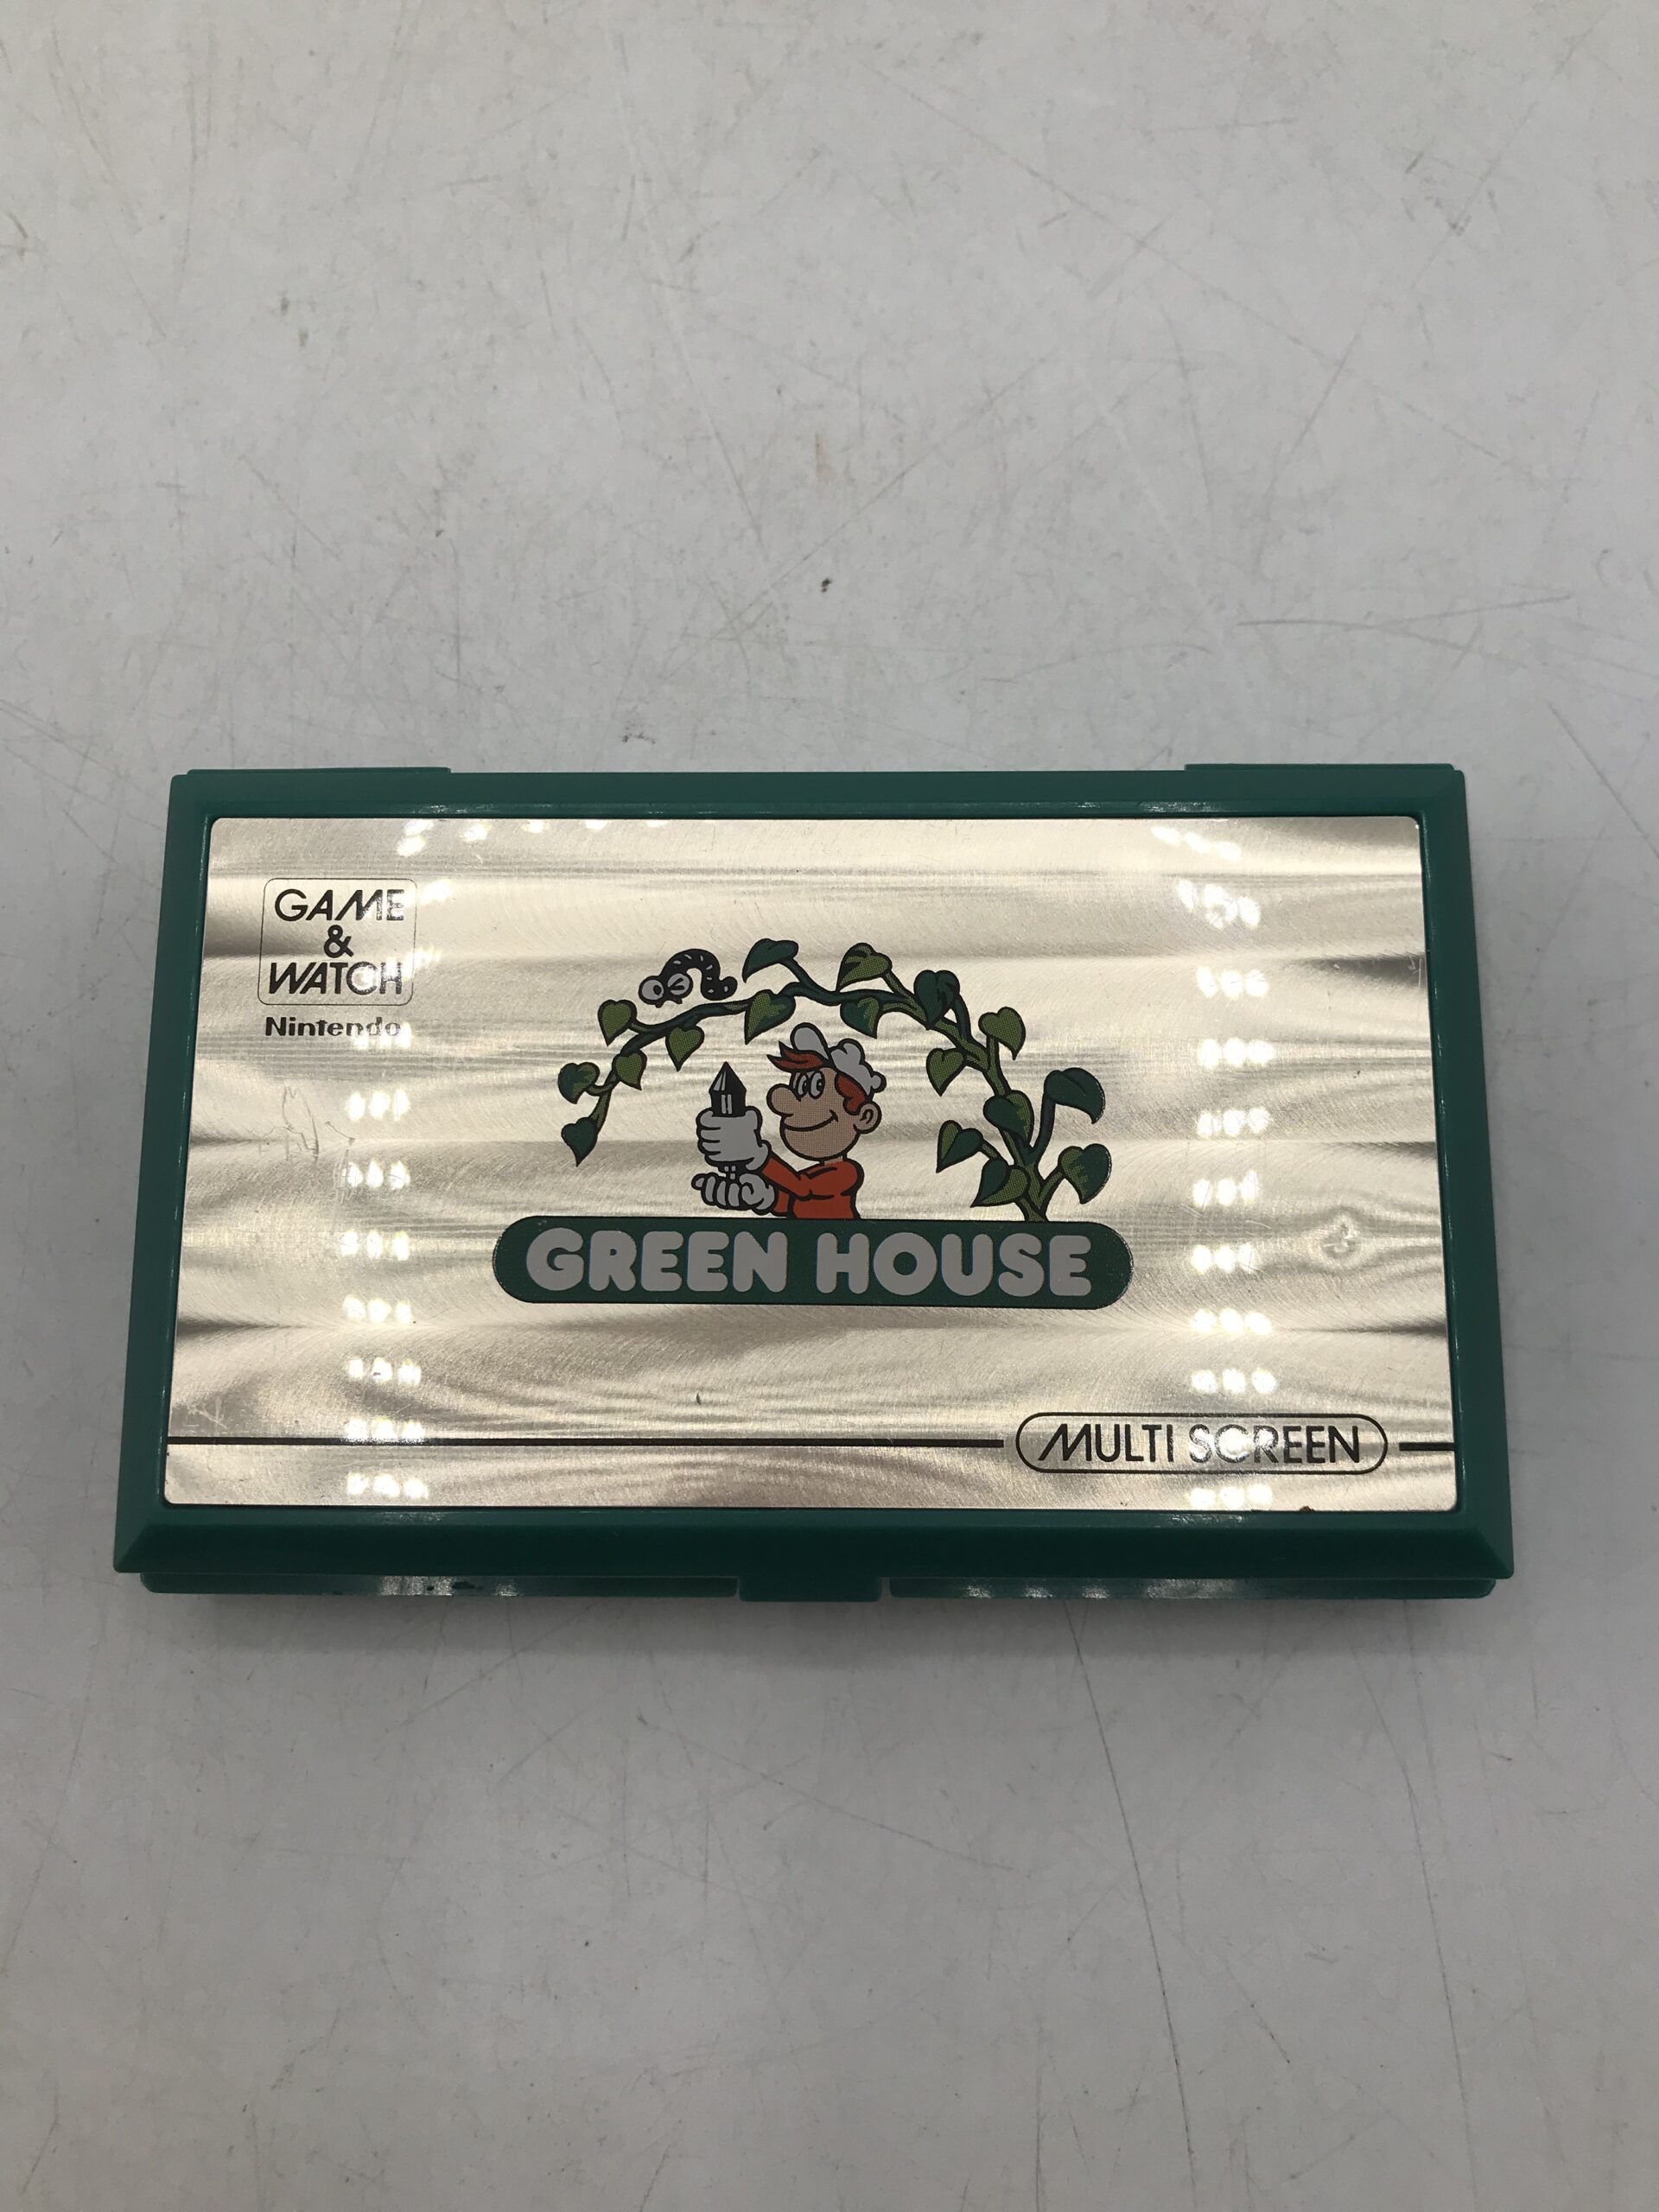 GAME
&
WATCH
Nintendo
GREEN HOUSE
MULTI SCREEN